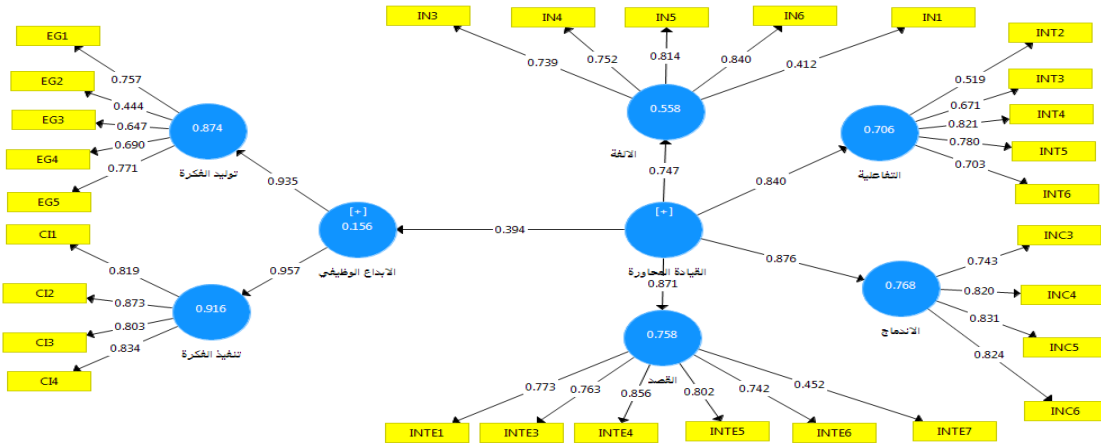 IN3
IN4
IN5
IN6
IN1
0.739
0.752
0.814
0.840
0.412
0.558
الالفة
0.747
EG1
EG2
EG3
EG4
EG5
0.757
0.444
0.647
0.690
0.771
0.874
توليد الفكرة
0.935
INT2
INT3
INT4
INT5
INT6
0.519
0.671
0.821
0.780
0.703
0.706
التفاعلية
0.840
[+]
0.156
الابداع الوظيفي
0.394
[+]
القيادة المحاورة
0.957
CI1
CI2
CI3
CI4
0.819
0.873
0.803
0.834
0.916
تنفيذ الفكرة
0.876
INC3
INC4
INC5
INC6
0.743
0.820
0.831
0.824
0.768
الاندماج
0.871
0.758
القصد
0.773
0.763
0.856
0.802
0.742
0.452
INTE1
INTE3
INTE4
INTE5
INTE6
INTE7